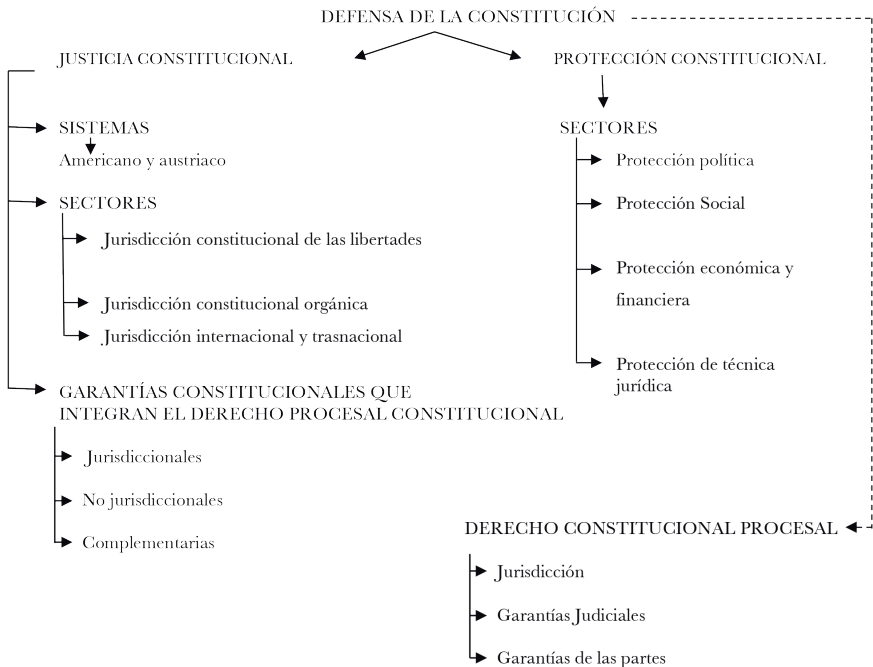 DEFENSA DE LA CONSTITUCIÓN
JUSTICIA CONSTITUCIONAL
SISTEMAS
Americano y austriaco
SECTORES
Jurisdicción constitucional de las libertades
Jurisdicción constitucional orgánica
Jurisdicción internacional y trasnacional
GARANTÍAS CONSTITUCIONALES QUE
INTEGRAN EL DERECHO PROCESAL CONSTITUCIONAL
Jurisdiccionales
No jurisdiccionales
Complementarias
PROTECCIÓN CONSTITUCIONAL
SECTORES
Protección política
Protección Social
Protección económica y
financiera
Protección de técnica
jurídica
DERECHO CONSTITUCIONAL PROCESAL
Jurisdicción
Garantías Judiciales
Garantías de las partes